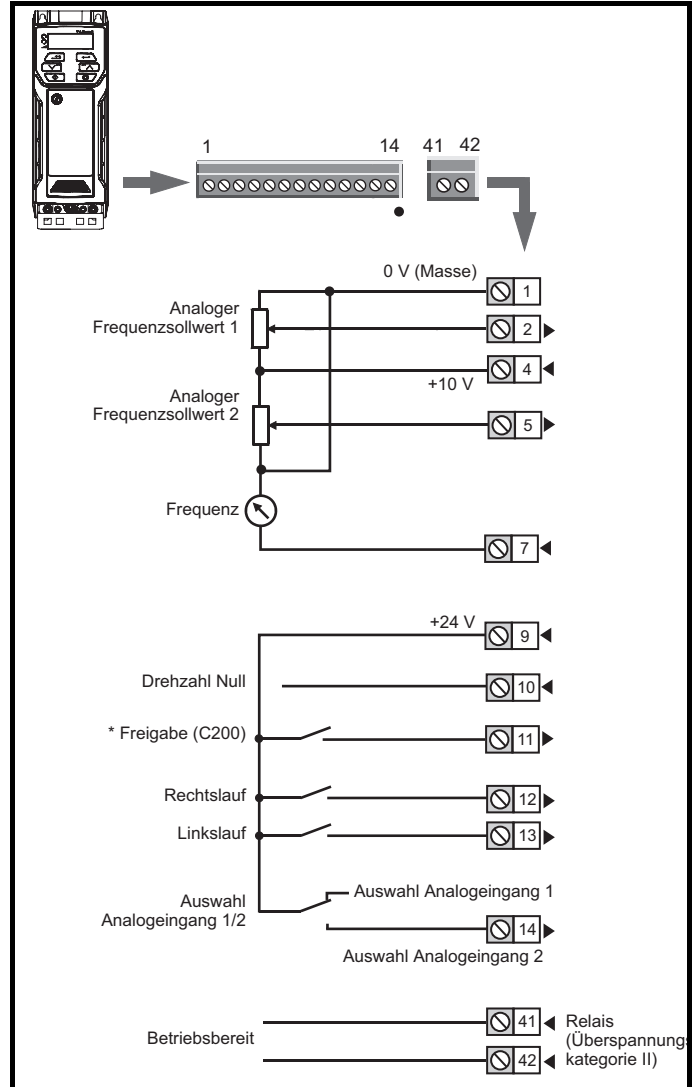 1 14 41 42
0 V (Masse)
1
Analoger
Frequenzsollwert 1
2
4
+10 V
Analoger
Frequenzsollwert 2
5
Frequenz
7
+24 V
9
Drehzahl Null
10
* Freigabe (C200)
11
Rechtslauf
12
Linkslauf
13
Auswahl
Analogeingang 1/2
Auswahl Analogeingang 1
14
Auswahl Analogeingang 2
Betriebsbereit
41
42
Relais
(Überspannungs
kategorie II)